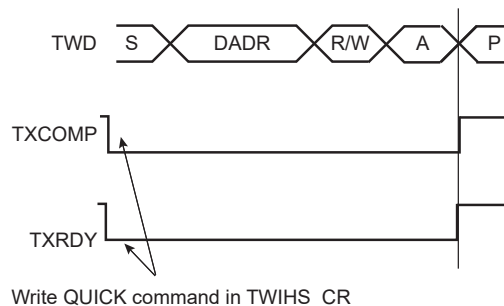 TWD S DADR R/W A P
TXCOMP
TXRDY
Write QUICK command in TWIHS_CR